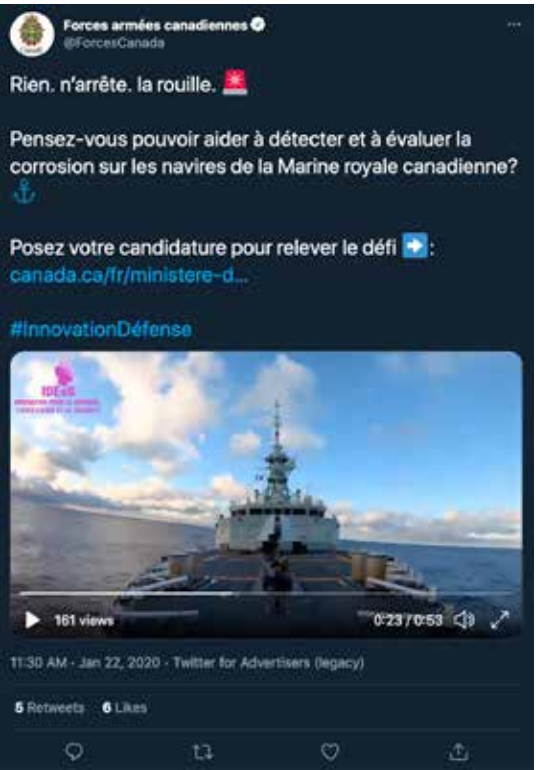 Forces armées canadiennes
@ForcesCanada
Rien. n'arrête. la rouille.
Pensez-vous pouvoir aider à détecter et à évaluer la
corrosion sur les navires de la Marine royale canadienne?
Posez votre candidature pour relever le défi ➡️:
canada.ca/fr/ministere-d...
#InnovationDéfense
IDEeS
161 views
0:23 / 0:53
11:30 AM · Jan 22, 2020 · Twitter for Advertisers (legacy)
5 Retweets 6 Likes